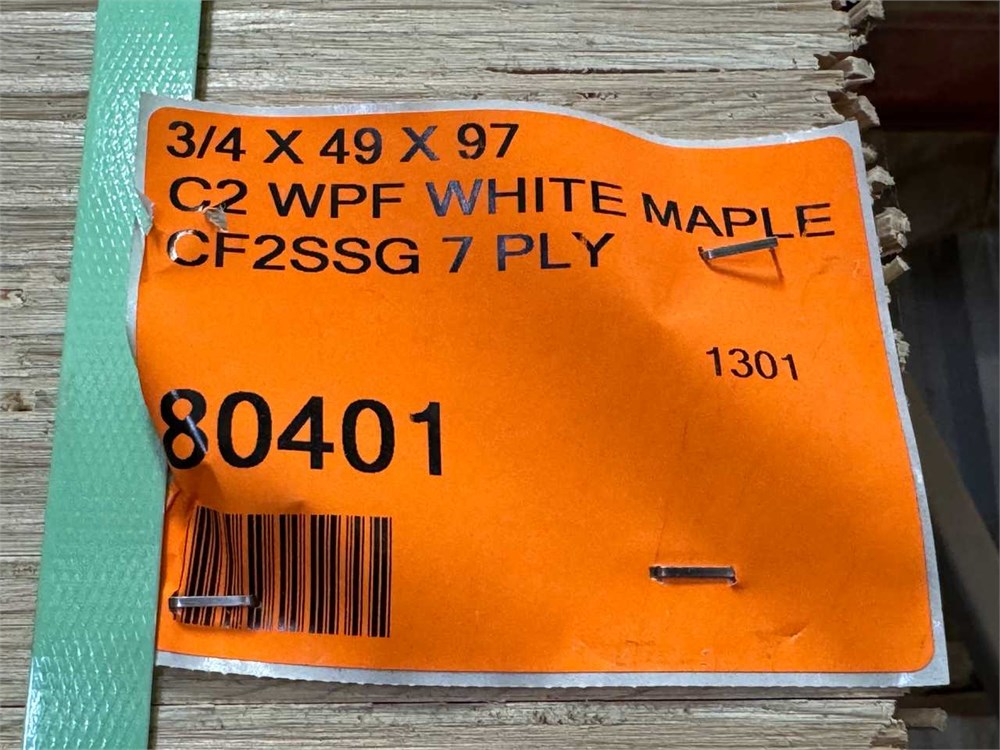 3/4 X 49 X 97
C2 WPF WHITE MAPLE
CF2SSG 7 PLY
1301
80401